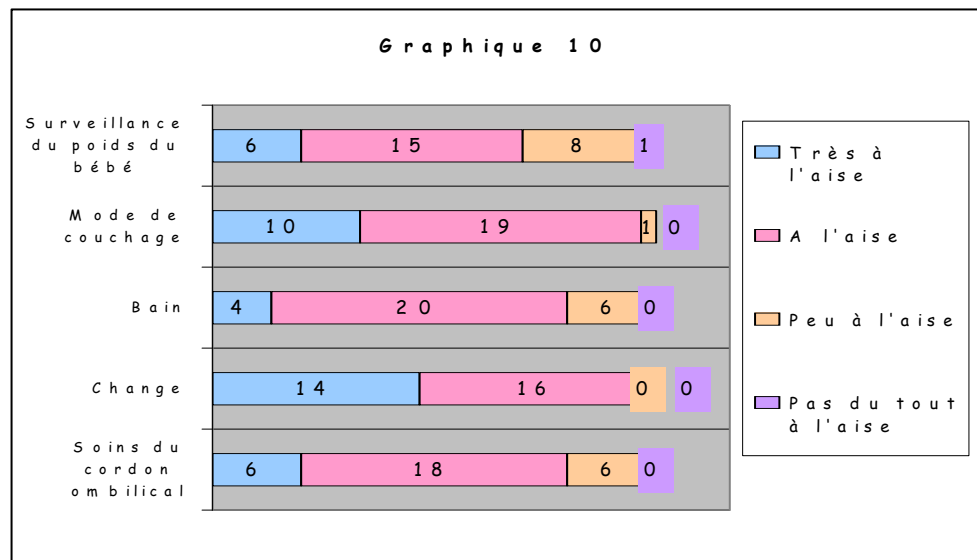 Graphique 10
Surveillance
du poids du
bébé
6 15 8 1
Mode de
couchage
10 19 1 0
Bain
4 20 6 0
Change
14 16 0 0
Soins du
cordon
ombilical
6 18 6 0
Très à
l'aise
A l'aise
Peu à l'aise
Pas du tout
à l'aise